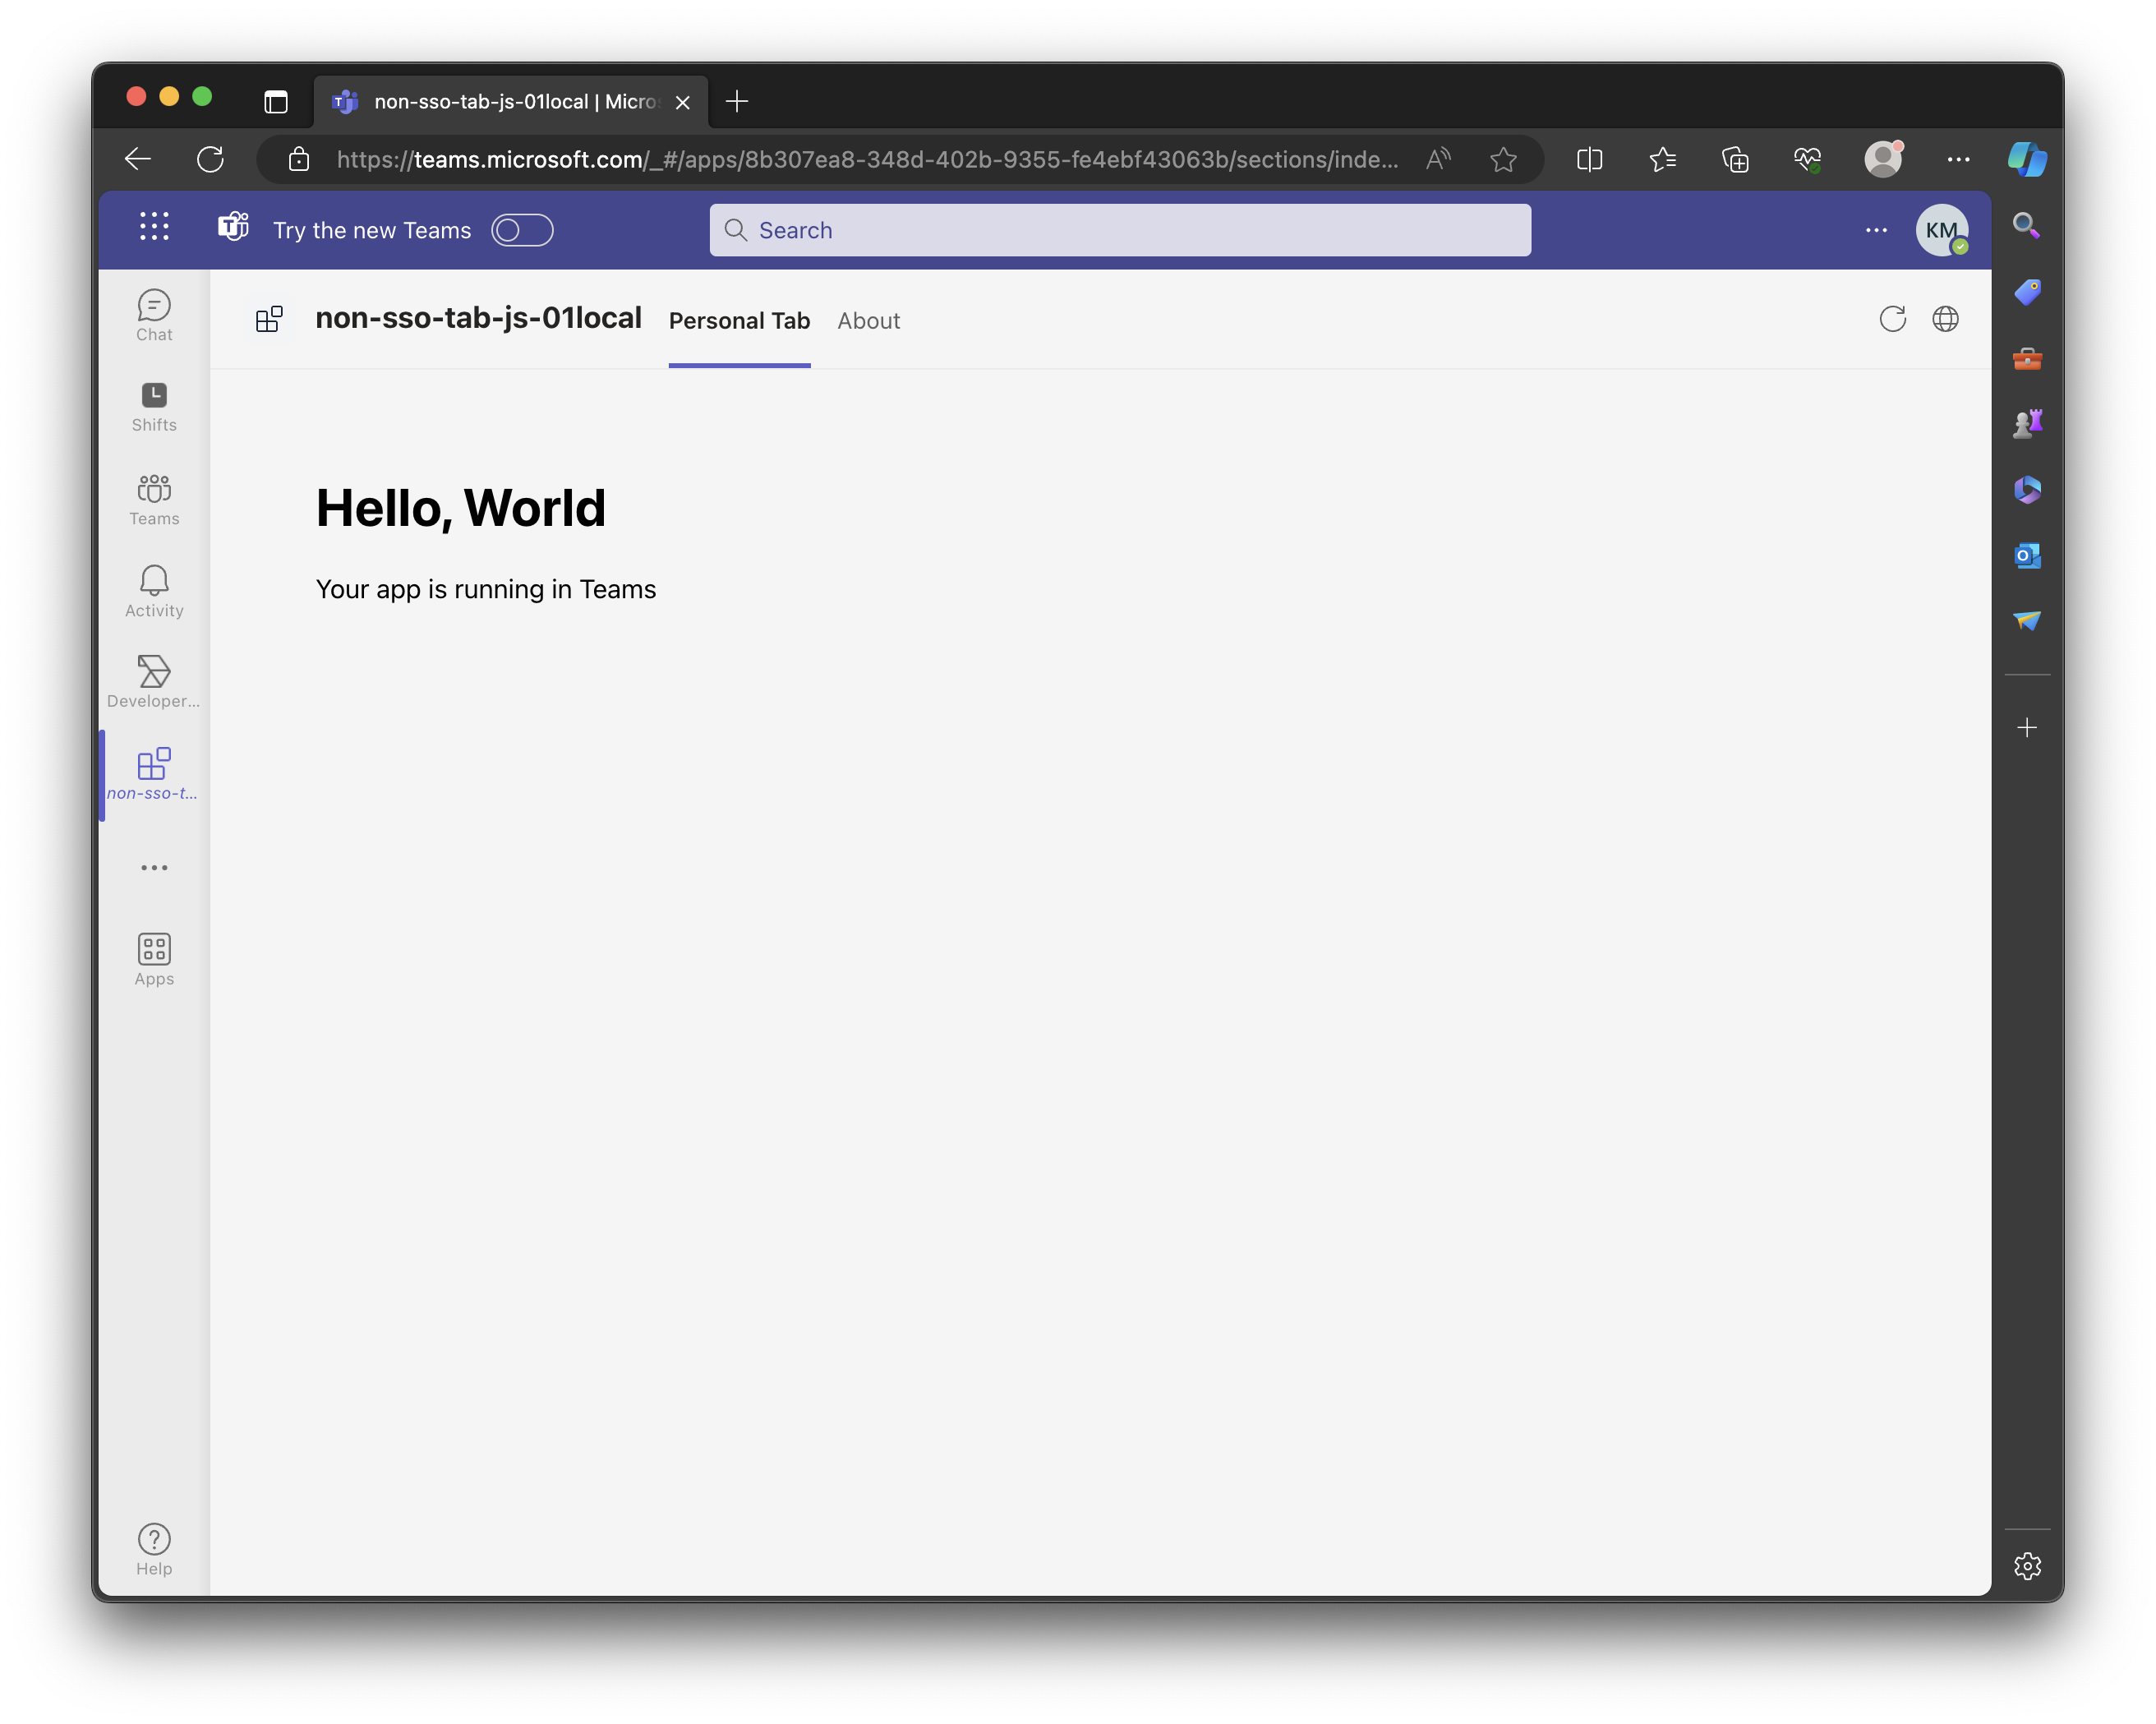 non-sso-tab-js-01local | Micro
https://teams.microsoft.com/_#/apps/8b307ea8-348d-402b-9355-fe4ebf43063b/sections/inde...
Try the new Teams
Search
KM
Chat
Shifts
Teams
Activity
Developer...
non-sso-t...
Apps
Help
non-sso-tab-js-01local
Personal Tab
About
Hello, World
Your app is running in Teams